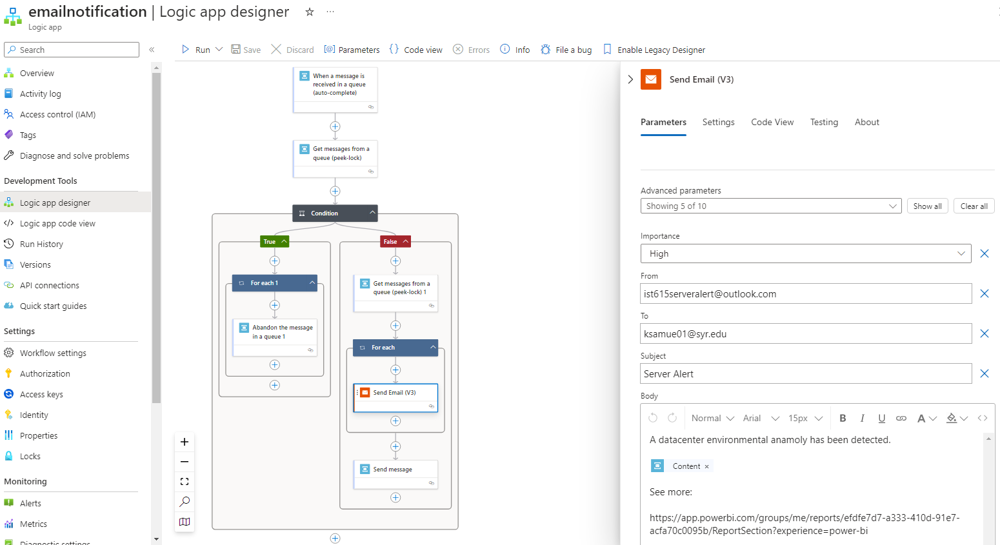 emailnotification | Logic app designer
Logic app
Search
Run
Save
Discard
Parameters
Code view
Errors
Info
File a bug
Enable Legacy Designer
Overview
Activity log
Access control (IAM)
Tags
Diagnose and solve problems
Development Tools
Logic app designer
Logic app code view
Run History
Versions
API connections
Quick start guides
Settings
Workflow settings
Authorization
Access keys
Identity
Properties
Locks
Monitoring
Alerts
Metrics
Diagnostic settings
When a message is
received in a queue
(auto-complete)
Get messages from a
queue (peek-lock)
Condition
True
False
For each 1
Abandon the message
in a queue 1
Get messages from a
queue (peek-lock) 1
For each
Send Email (V3)
Send message
Send Email (V3)
Parameters
Settings
Code View
Testing
About
Advanced parameters
Showing 5 of 10
Show all
Clear all
Importance
High
From
ist615serveralert@outlook.com
To
ksamue01@syr.edu
Subject
Server Alert
Body
Normal
Arial
15px
B
I
U
A
A datacenter environmental anamoly has been detected.
Content ×
See more:
https://app.powerbi.com/groups/me/reports/efdfe7d7-a333-410d-91e7-
acfa70c0095b/ReportSection?experience=power-bi